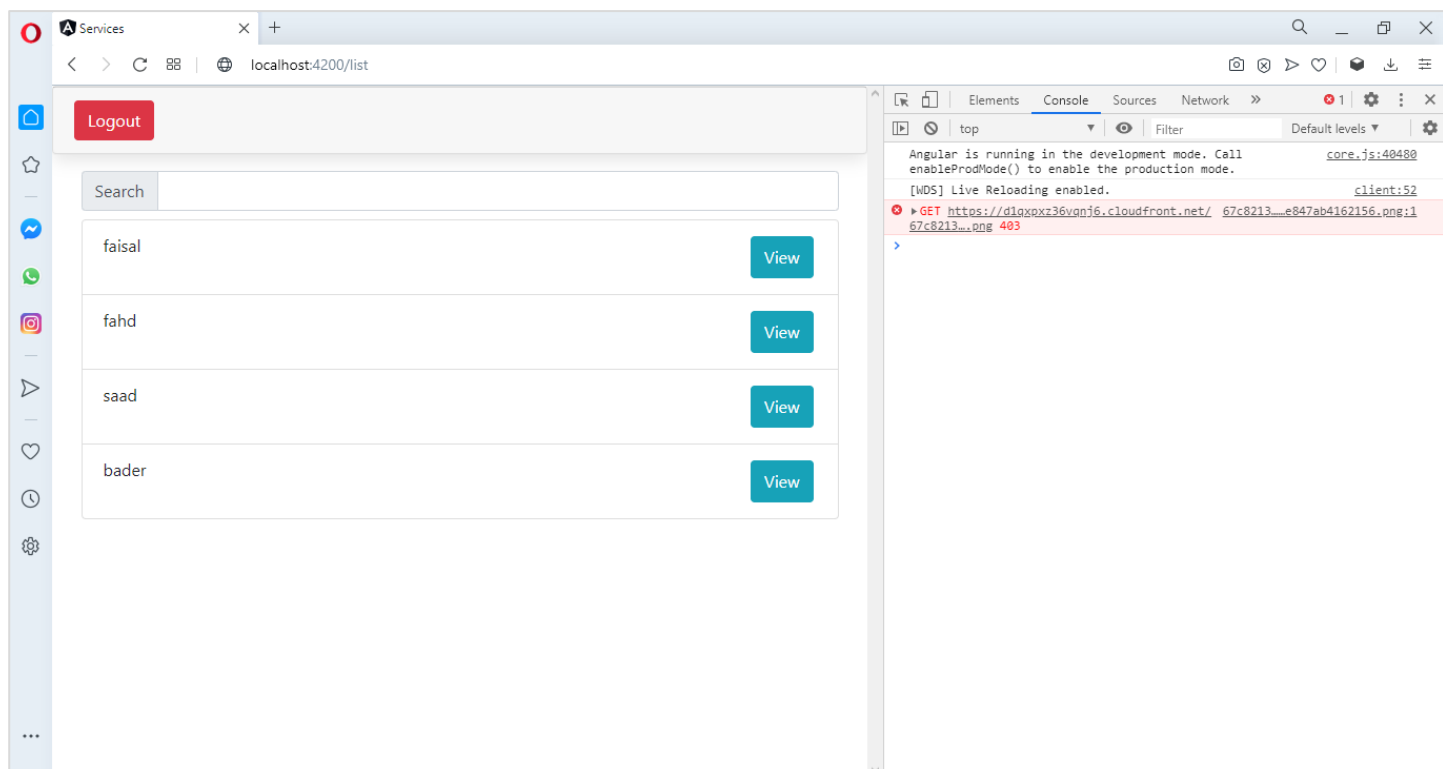 Services
localhost:4200/list
Logout
Search
faisal
View
fahd
View
saad
View
bader
View
Elements Console Sources Network » 1
top Filter Default levels
Angular is running in the development mode. Call core.js:40480
enableProdMode() to enable the production mode.
[WDS] Live Reloading enabled. client:52
GET https://d1qxpxz36vqnj6.cloudfront.net/ 67c8213……e847ab4162156.png:1
67c8213….png 403